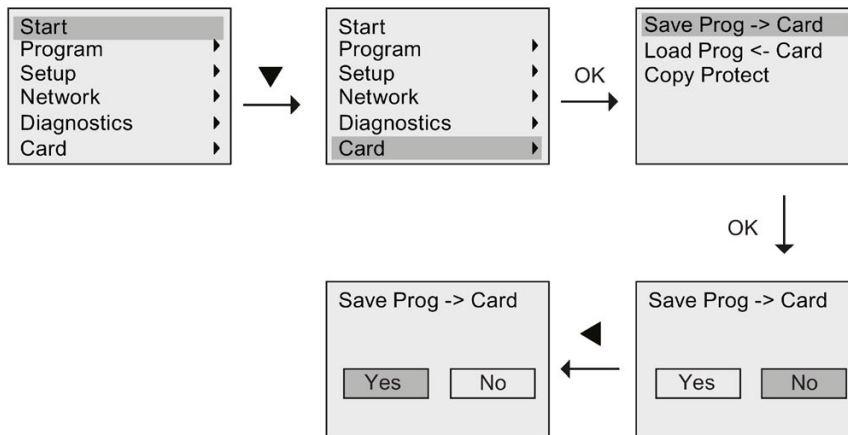 Start
Program
Setup
Network
Diagnostics
Card
Start
Program
Setup
Network
Diagnostics
Card
OK
Save Prog -> Card
Load Prog <- Card
Copy Protect
OK
Save Prog -> Card
Yes No
Save Prog -> Card
Yes No